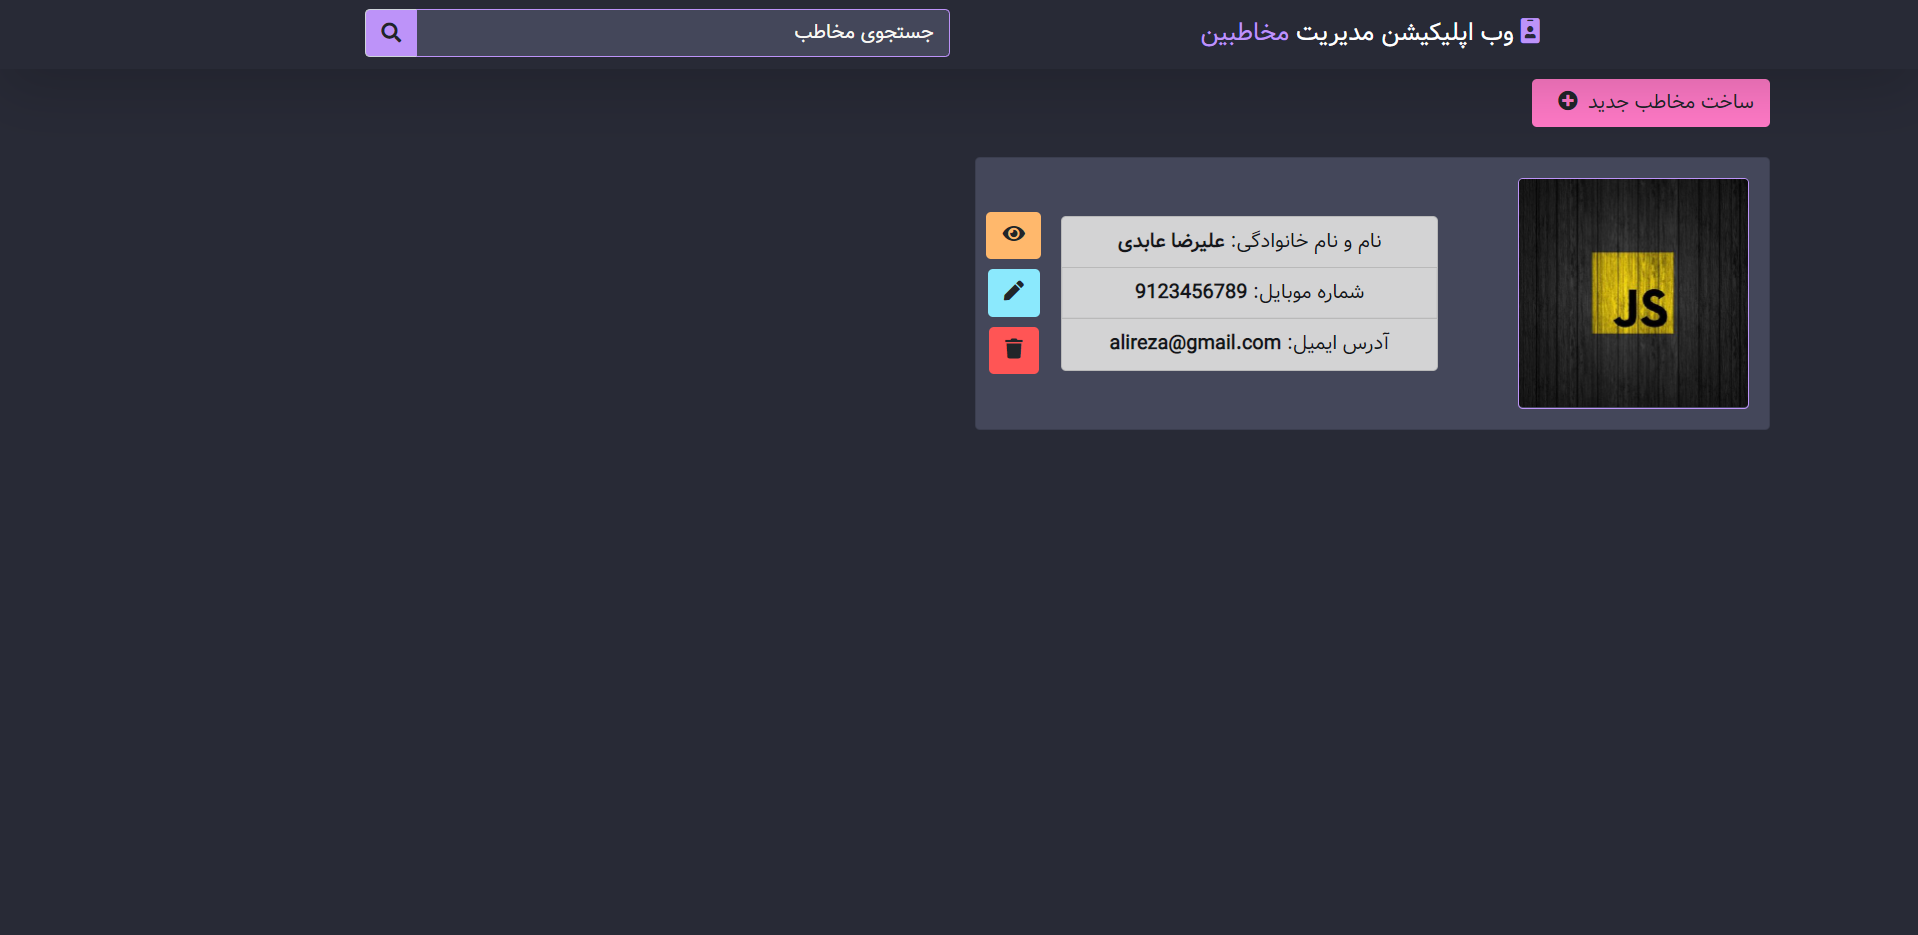 وب اپلیکیشن مدیریت مخاطبین
جستجوی مخاطب
ساخت مخاطب جدید
JS
نام و نام خانوادگی: علیرضا عابدی
شماره موبایل: 9123456789
آدرس ایمیل: alireza@gmail.com